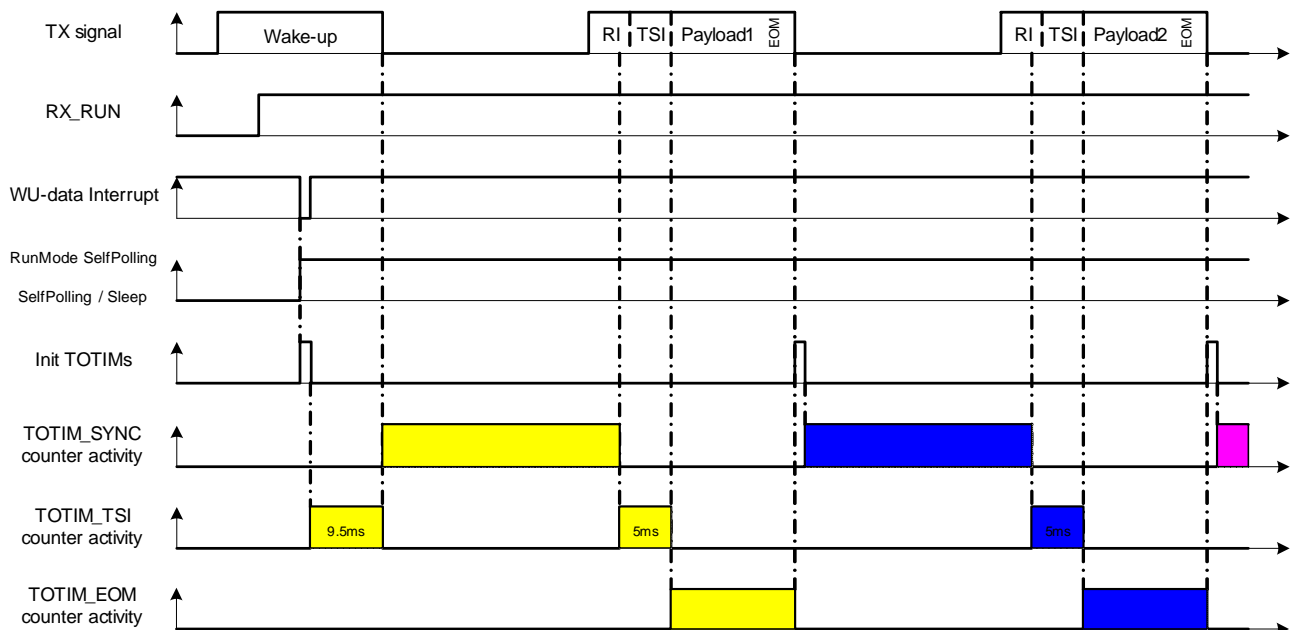 TX signal
Wake-up
RI TSI Payload1 EOM
RI TSI Payload2 EOM
RX_RUN
WU-data Interrupt
RunMode SelfPolling
SelfPolling / Sleep
Init TOTIMs
TOTIM_SYNC
counter activity
TOTIM_TSI
counter activity
9.5ms
5ms
5ms
TOTIM_EOM
counter activity